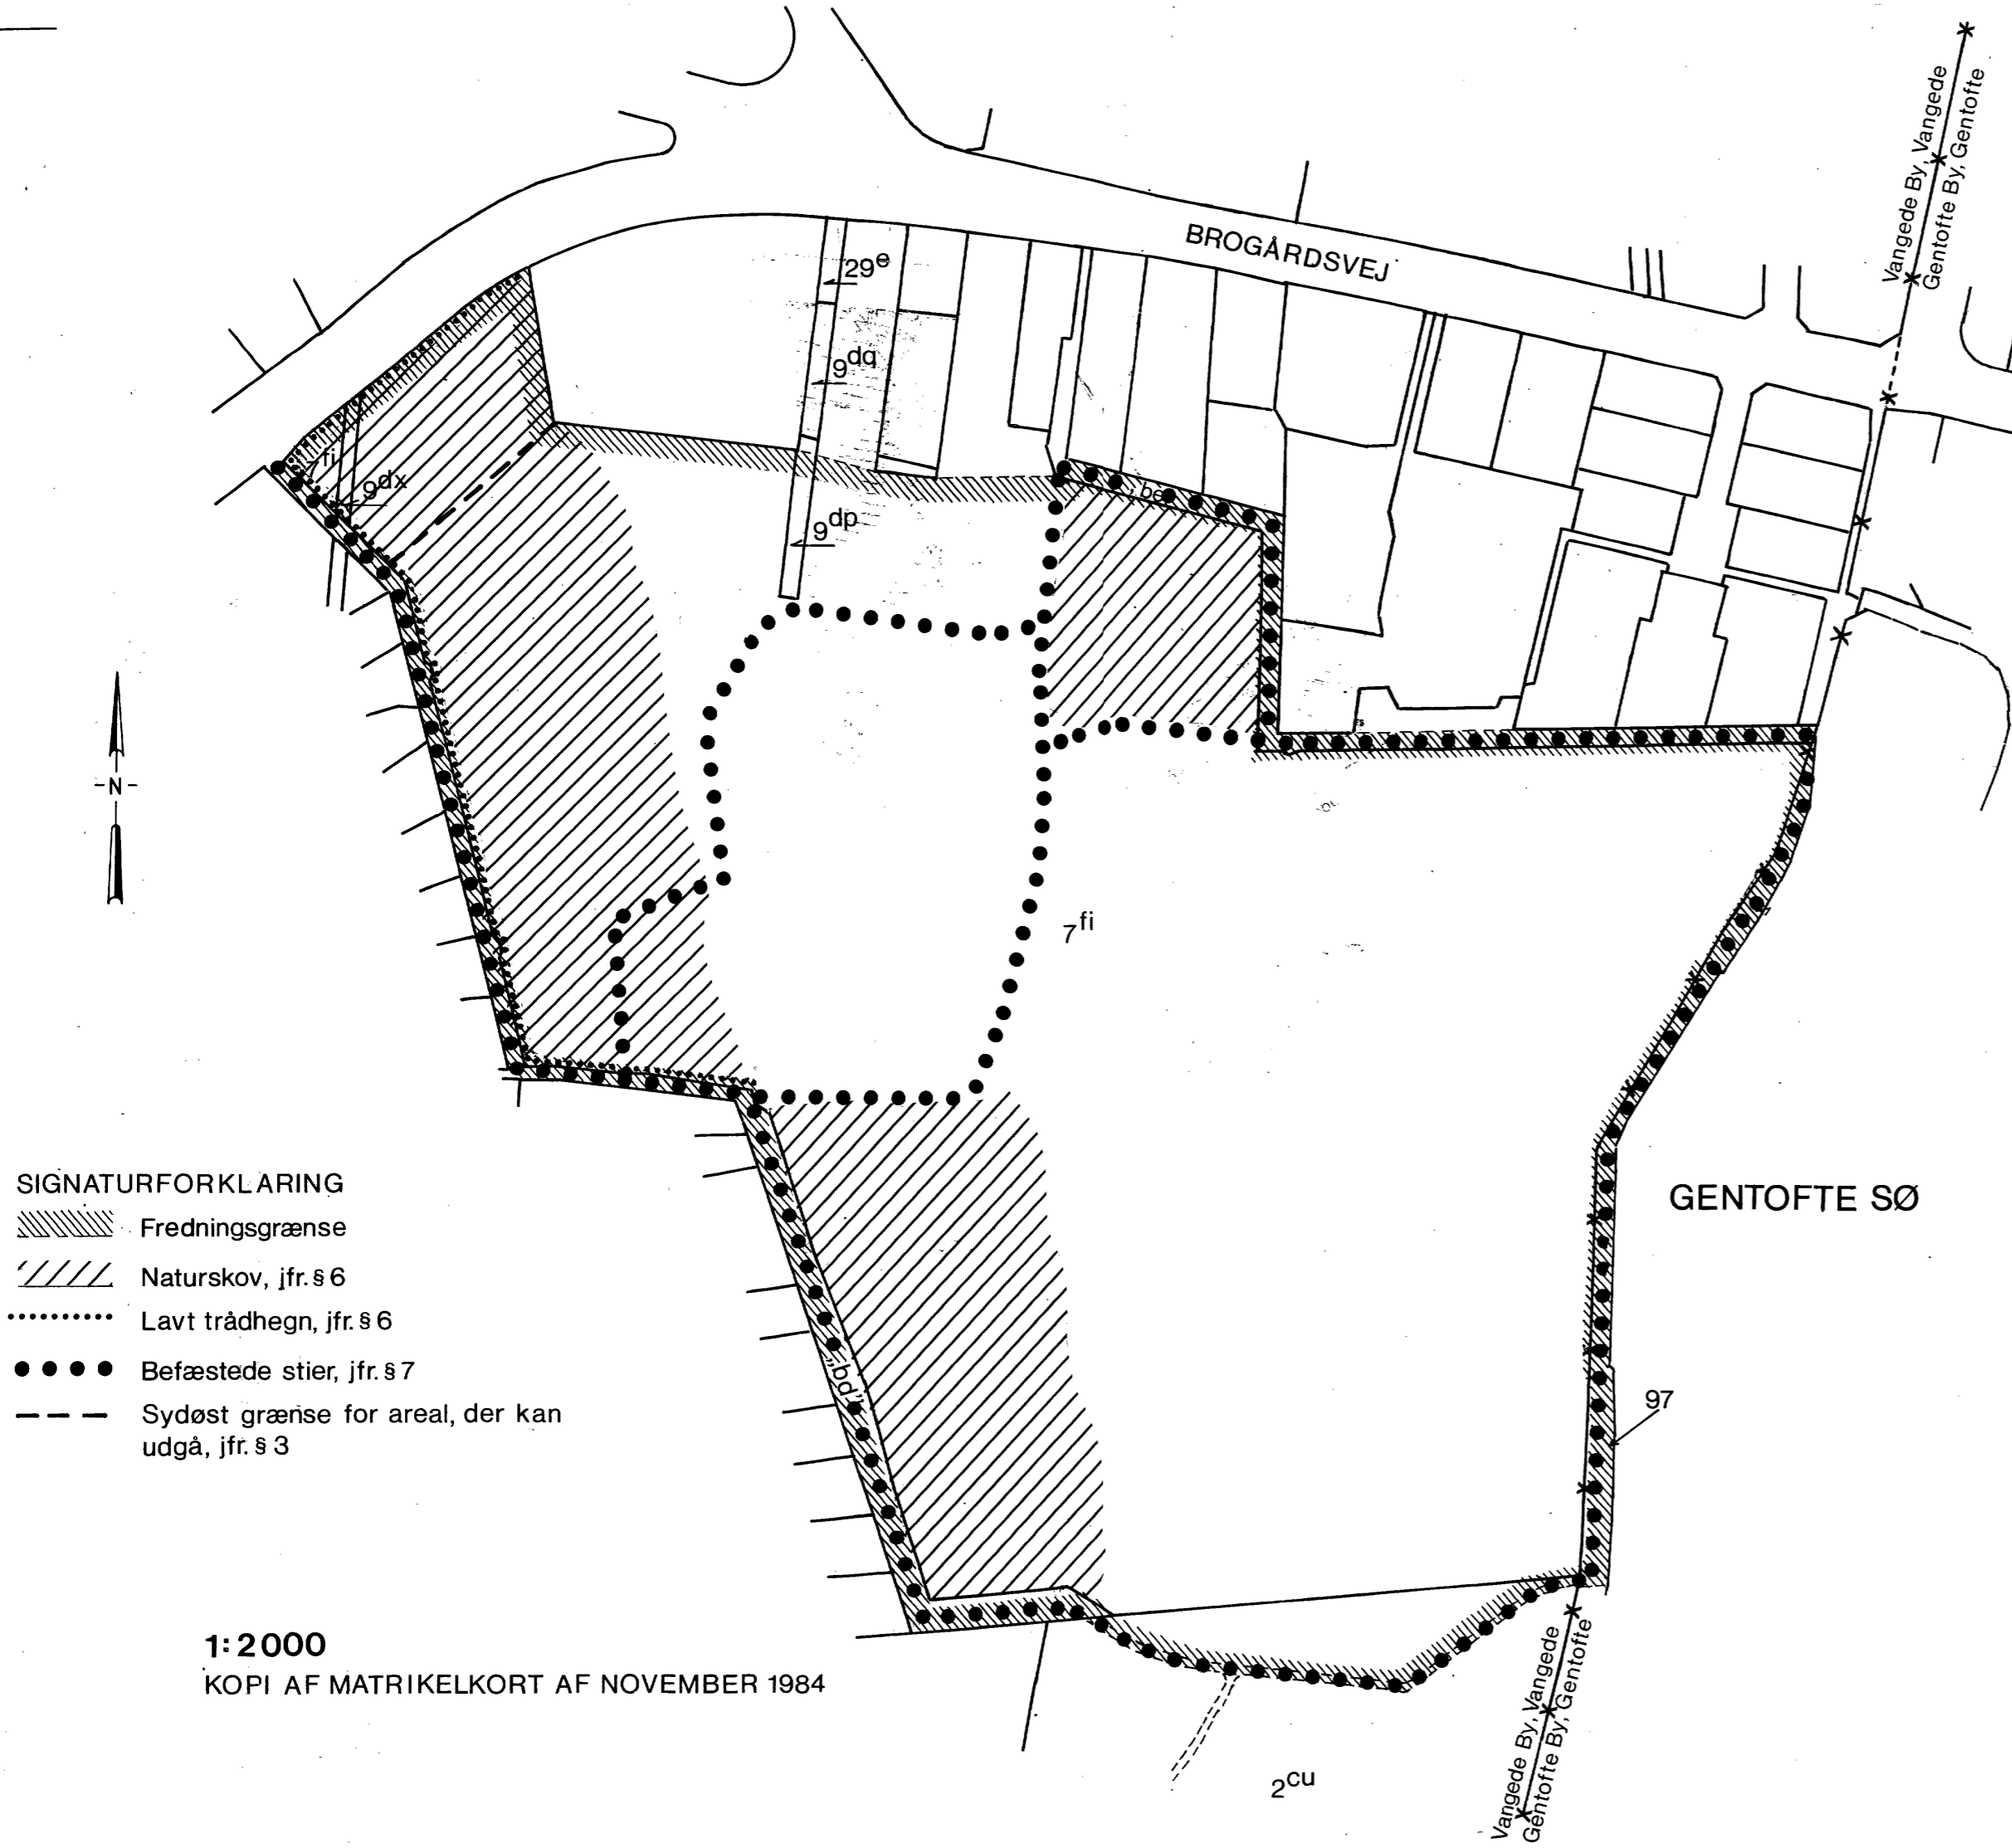 Vangede By, Vangede
Gentofte By, Gentofte
BROGÅRDSVEJ
29e
9dq
7fi
9dx
"be"
9dp
-N-
7fi
SIGNATURFORKLARING
Fredningsgrænse
Naturskov, jfr. § 6
Lavt trådhegn, jfr. § 6
Befæstede stier, jfr. § 7
Sydøst grænse for areal, der kan
udgå, jfr. § 3
GENTOFTE SØ
„bd”
97
1:2000
KOPI AF MATRIKELKORT AF NOVEMBER 1984
2cu
Vangede By, Vangede
Gentofte By, Gentofte